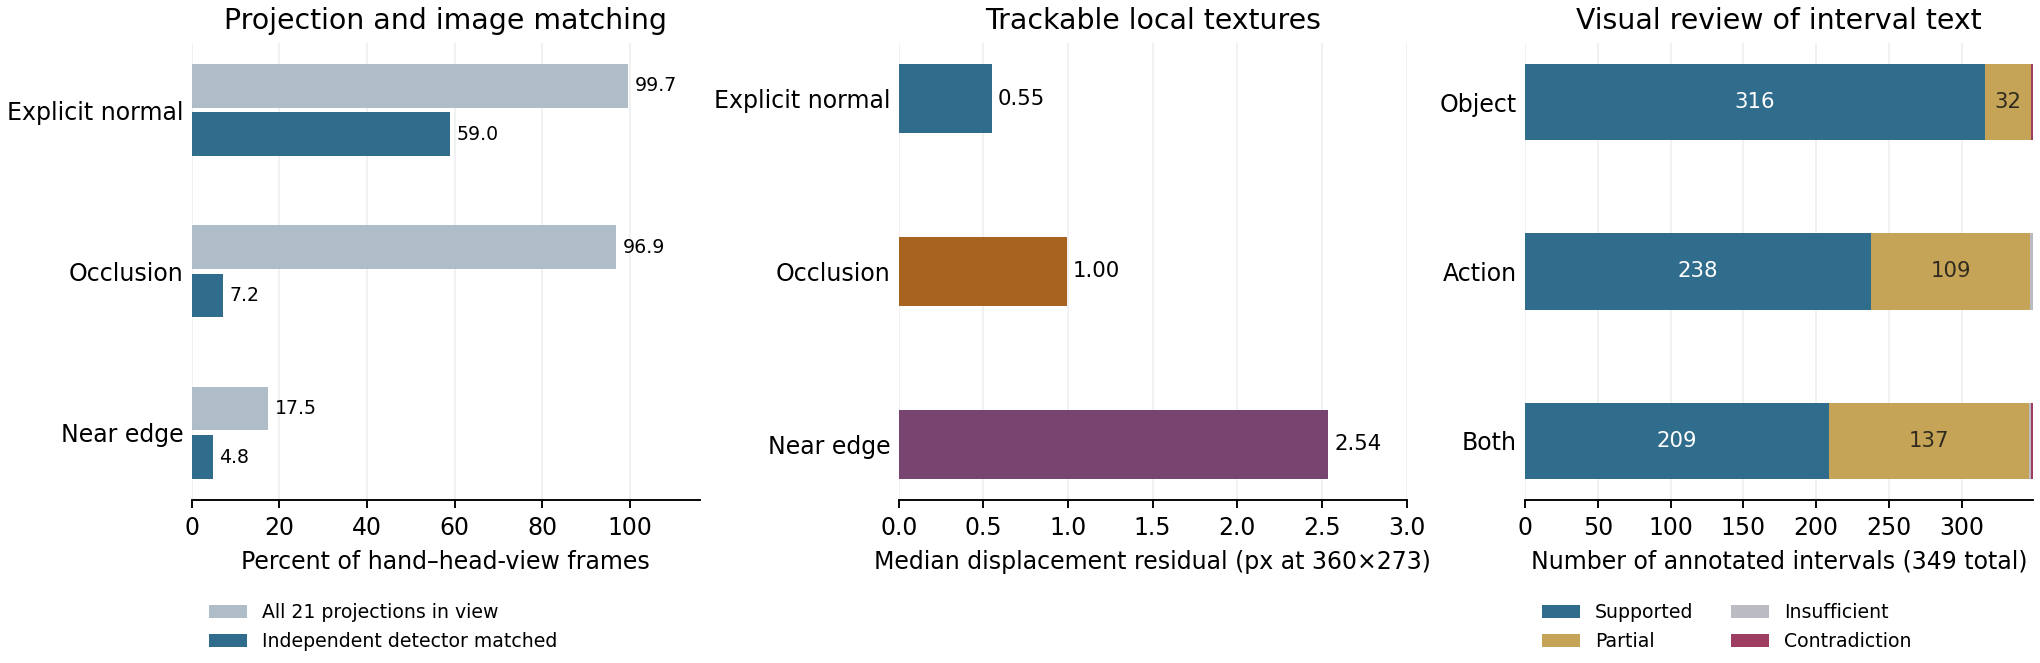 Projection and image matching
Explicit normal
99.7
59.0
Occlusion
96.9
7.2
Near edge
17.5
4.8
0 20 40 60 80 100
Percent of hand–head-view frames
All 21 projections in view
Independent detector matched
Trackable local textures
Explicit normal
0.55
Occlusion
1.00
Near edge
2.54
0.0 0.5 1.0 1.5 2.0 2.5 3.0
Median displacement residual (px at 360×273)
Visual review of interval text
Object
316 32
Action
238 109
Both
209 137
0 50 100 150 200 250 300
Number of annotated intervals (349 total)
Supported
Partial
Insufficient
Contradiction